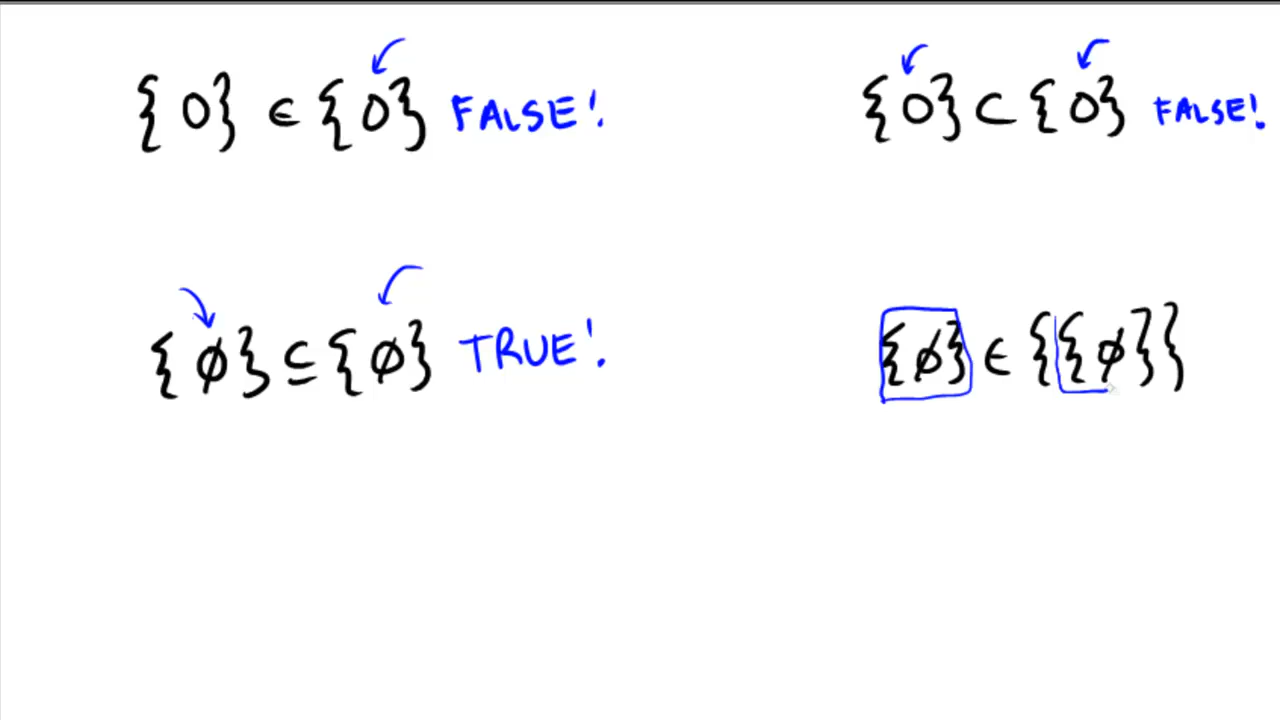 {0} ∈ {0} FALSE!
{0} ⊂ {0} FALSE!
{∅} ⊆ {∅} TRUE!
{∅} ∈ {{∅}}